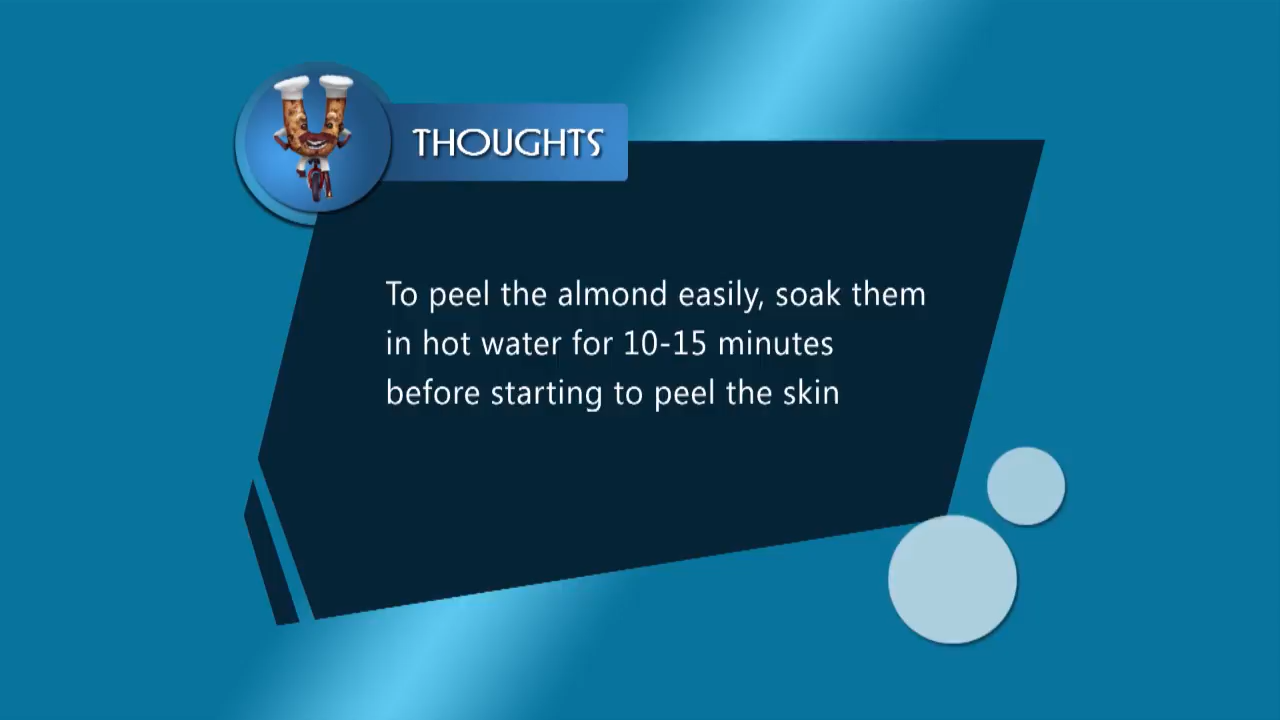 THOUGHTS
To peel the almond easily, soak them
in hot water for 10-15 minutes
before starting to peel the skin